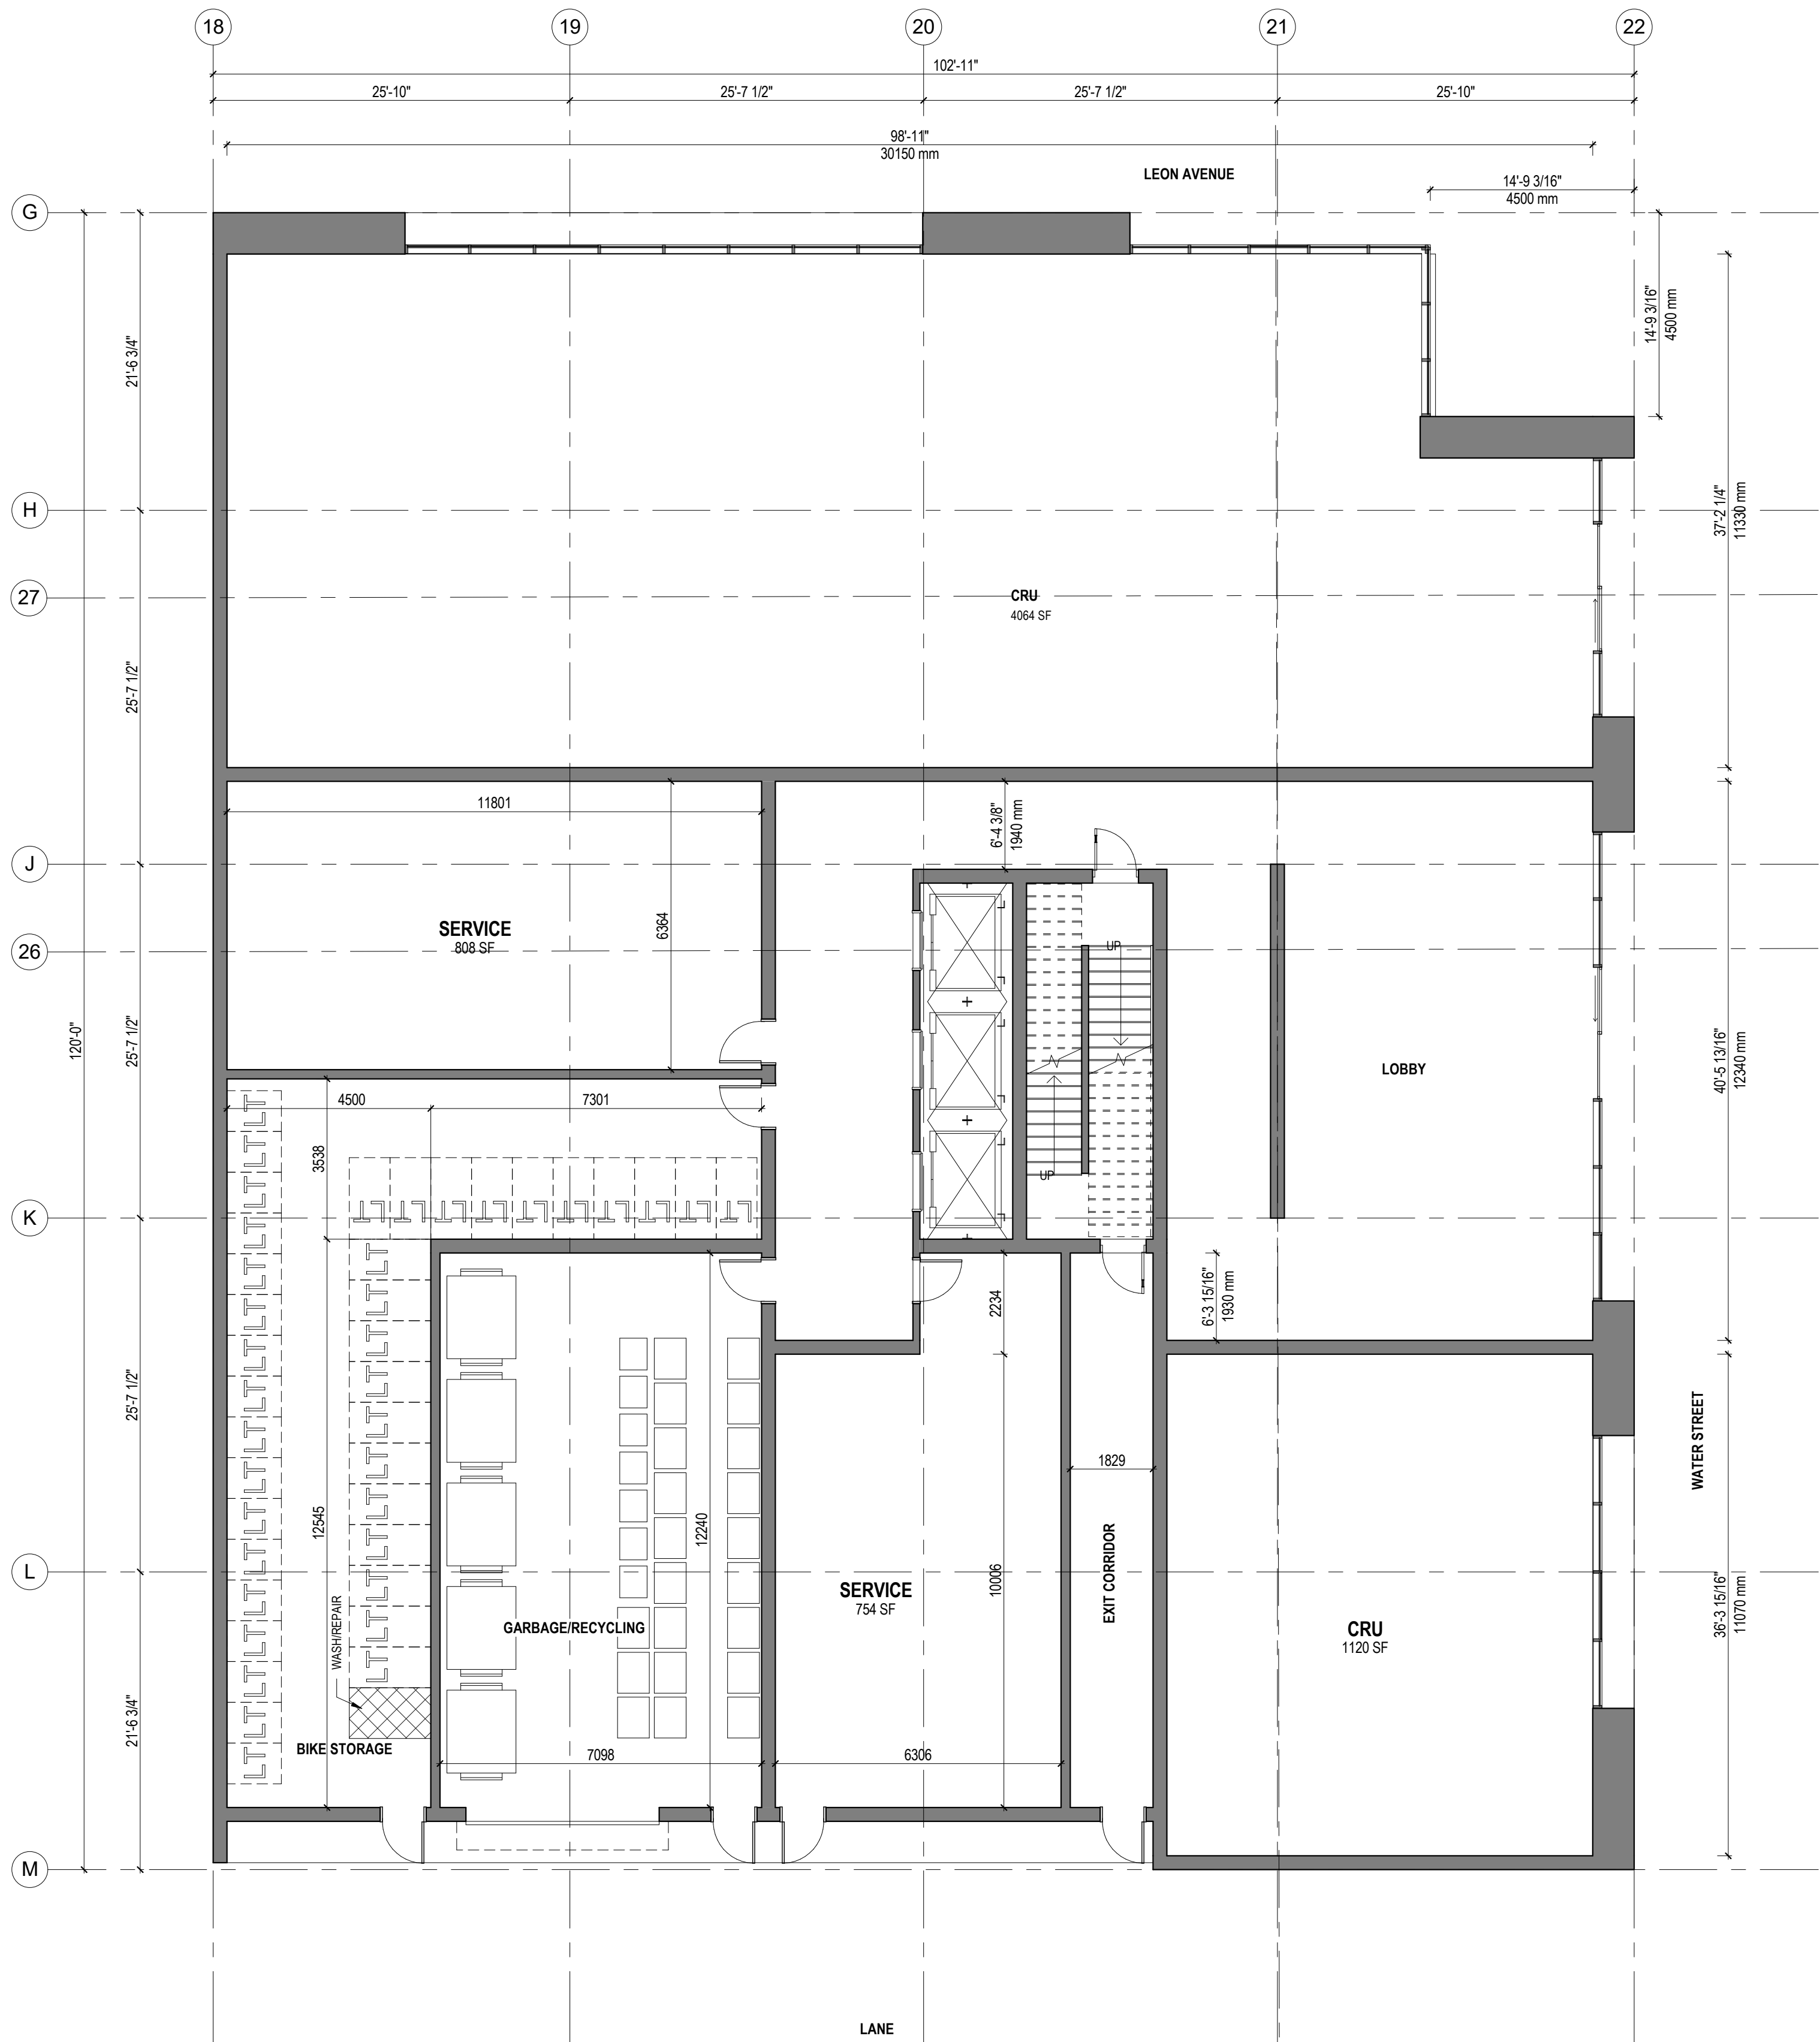 18
19
20
21
22
102'-11"
25'-10"
25'-7 1/2"
25'-7 1/2"
25'-10"
98'-11"
30150 mm
LEON AVENUE
14'-9 3/16"
4500 mm
G
14'-9 3/16"
4500 mm
21'-6 3/4"
H
37'-2 1/4"
11330 mm
27
CRU
4064 SF
25'-7 1/2"
11801
6'-4 3/8"
1940 mm
J
SERVICE
808 SF
6364
UP
26
120'-0"
25'-7 1/2"
40'-5 13/16"
12340 mm
LOBBY
4500
7301
3538
UP
K
6'-3 15/16"
1930 mm
2234
25'-7 1/2"
WATER STREET
1829
12545
12240
L
10006
EXIT CORRIDOR
SERVICE
754 SF
WASH/REPAIR
GARBAGE/RECYCLING
CRU
1120 SF
36'-3 15/16"
11070 mm
21'-6 3/4"
BIKE STORAGE
7098
6306
M
LANE